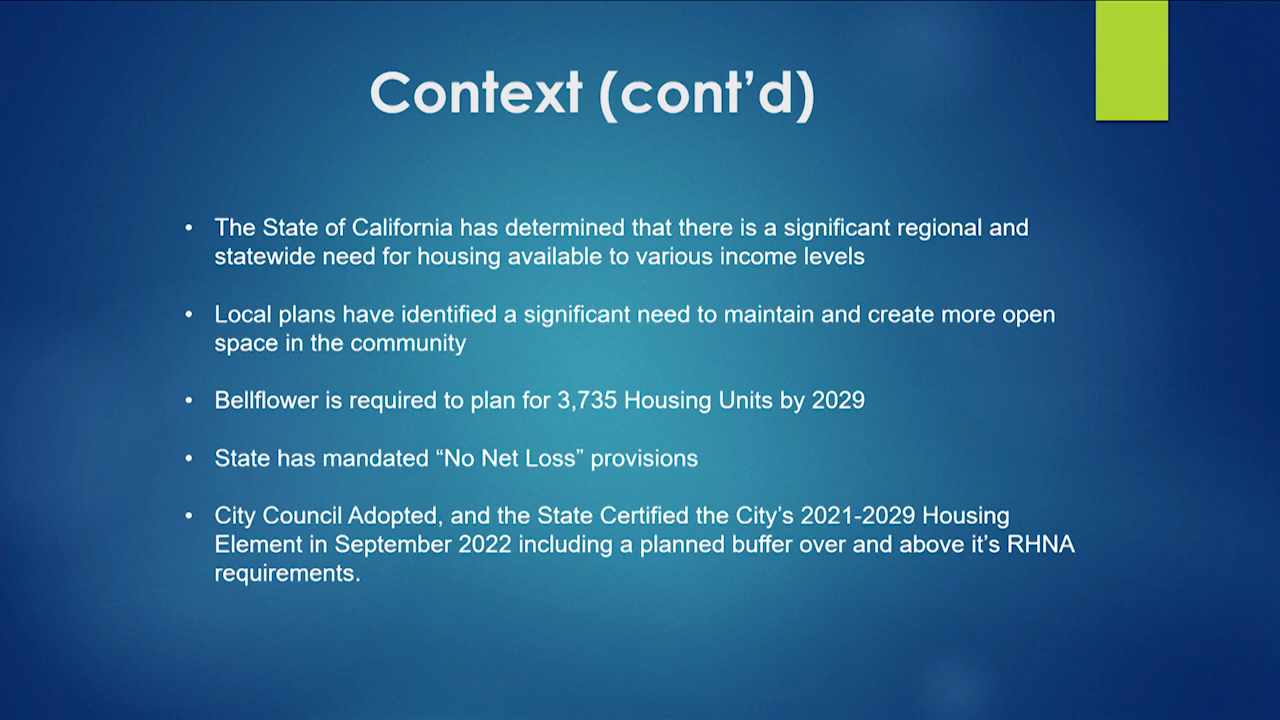 Context (cont’d)
• The State of California has determined that there is a significant regional and
statewide need for housing available to various income levels
• Local plans have identified a significant need to maintain and create more open
space in the community
• Bellflower is required to plan for 3,735 Housing Units by 2029
• State has mandated “No Net Loss” provisions
• City Council Adopted, and the State Certified the City’s 2021-2029 Housing
Element in September 2022 including a planned buffer over and above it’s RHNA
requirements.